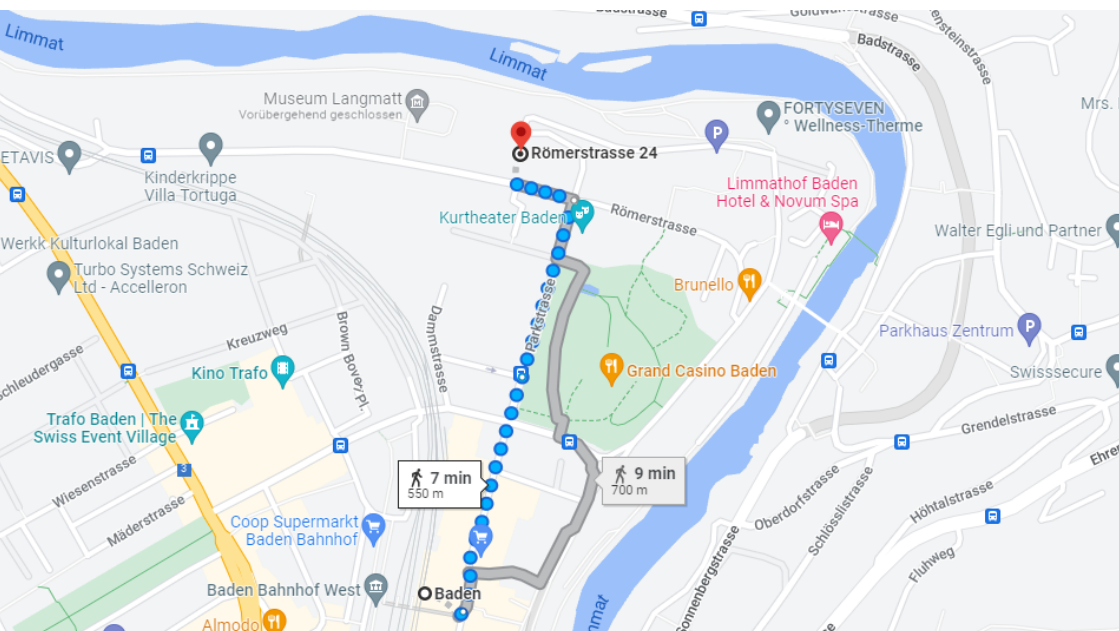 Badstrasse
Goldwandstrasse
Limmat
Limmat
Badstrasse
Museum Langmatt
Vorübergehend geschlossen
FORTYSEVEN
° Wellness-Therme
Mrs.
P
ETAVIS
Römerstrasse 24
Kinderkrippe
Villa Tortuga
Limmathof Baden
Hotel & Novum Spa
Kurtheater Baden
Römerstrasse
Werkk Kulturlokal Baden
Walter Egli und Partner
Turbo Systems Schweiz
Ltd - Accelleron
Brunello
Parkstrasse
Dammstrasse
Brown Boveri Pl.
Kreuzweg
Parkhaus Zentrum
P
Schleudergasse
Kino Trafo
Grand Casino Baden
Swisssecure
Trafo Baden | The
Swiss Event Village
Grendelstrasse
3
7 min
550 m
9 min
700 m
Wiesenstrasse
Mäderstrasse
Oberdorfstrasse
Schlösslistrasse
Höhtalstrasse
Coop Supermarkt
Baden Bahnhof
Fluhweg
Sonnenbergstrasse
Baden Bahnhof West
Baden
Almodo